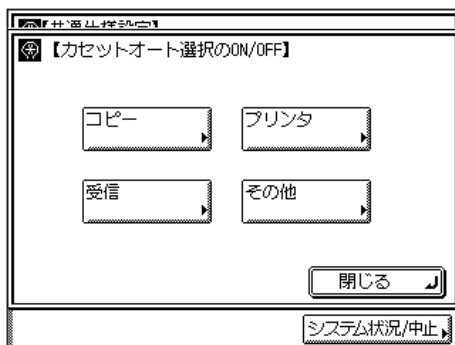 【カセットオート選択のON/OFF】
コピー
プリンタ
受信
その他
閉じる
システム状況/中止